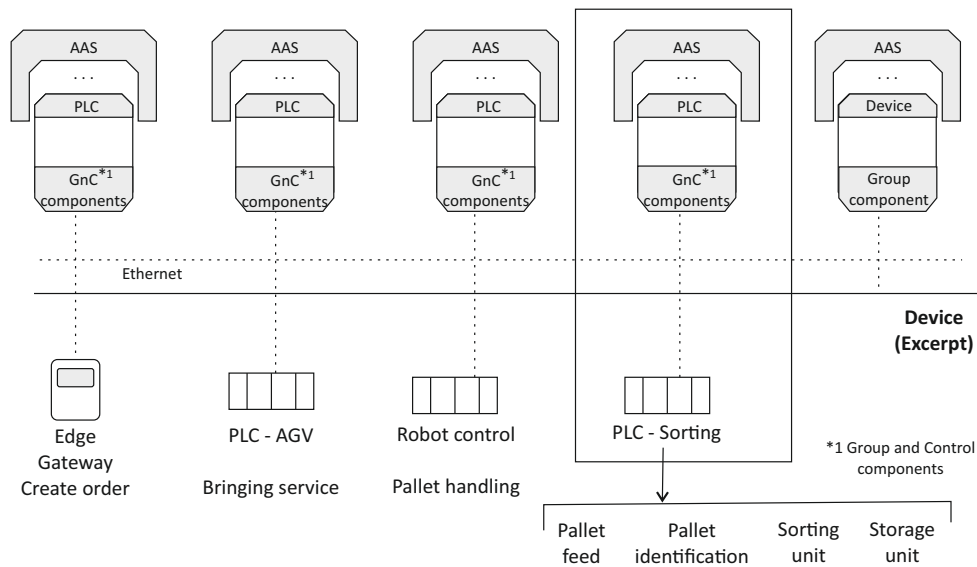 AAS AAS AAS AAS AAS
... ... ... ... ...
PLC PLC PLC PLC Device
GnC*1 GnC*1 GnC*1 GnC*1 Group
components components components components component
Ethernet
Device
(Excerpt)
Edge PLC - AGV Robot control PLC - Sorting
Gateway
Create order Bringing service Pallet handling
*1 Group and Control
components
Pallet Pallet Sorting Storage
feed identification unit unit